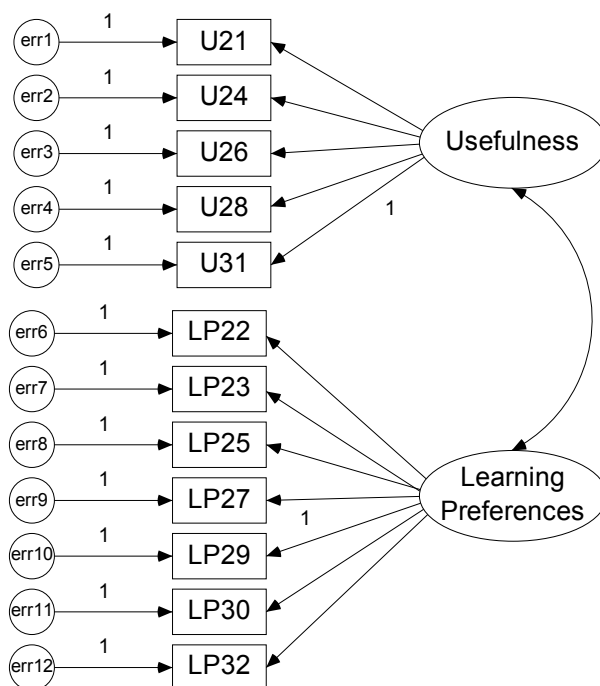 err1
1
U21
err2
1
U24
err3
1
U26
err4
1
U28
err5
1
U31
1
Usefulness
err6
1
LP22
err7
1
LP23
err8
1
LP25
err9
1
LP27
err10
1
LP29
1
err11
1
LP30
err12
1
LP32
Learning
Preferences